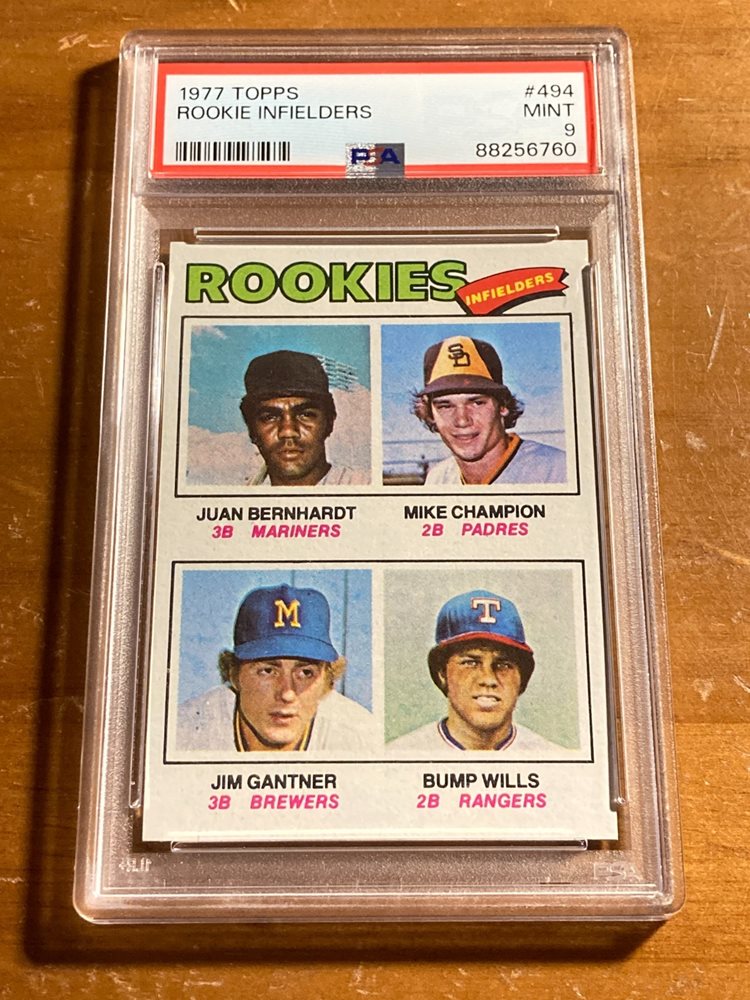 1977 TOPPS #494
ROOKIE INFIELDERS MINT
9
PSA 88256760
ROOKIES INFIELDERS
SD
JUAN BERNHARDT MIKE CHAMPION
3B MARINERS 2B PADRES
M T
JIM GANTNER BUMP WILLS
3B BREWERS 2B RANGERS
PSA